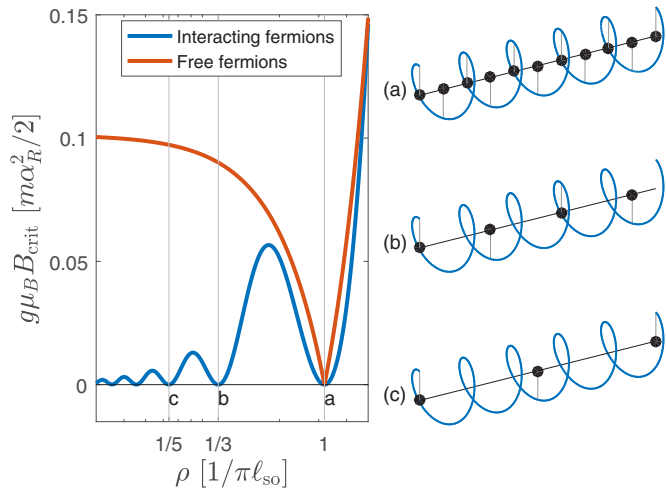 0.15
Interacting fermions
Free fermions
0.1
0.05
0
gμ_B B_crit [mα_R^2/2]
c b a
1/5 1/3 1
ρ [1/πℓ_so]
(a)
(b)
(c)